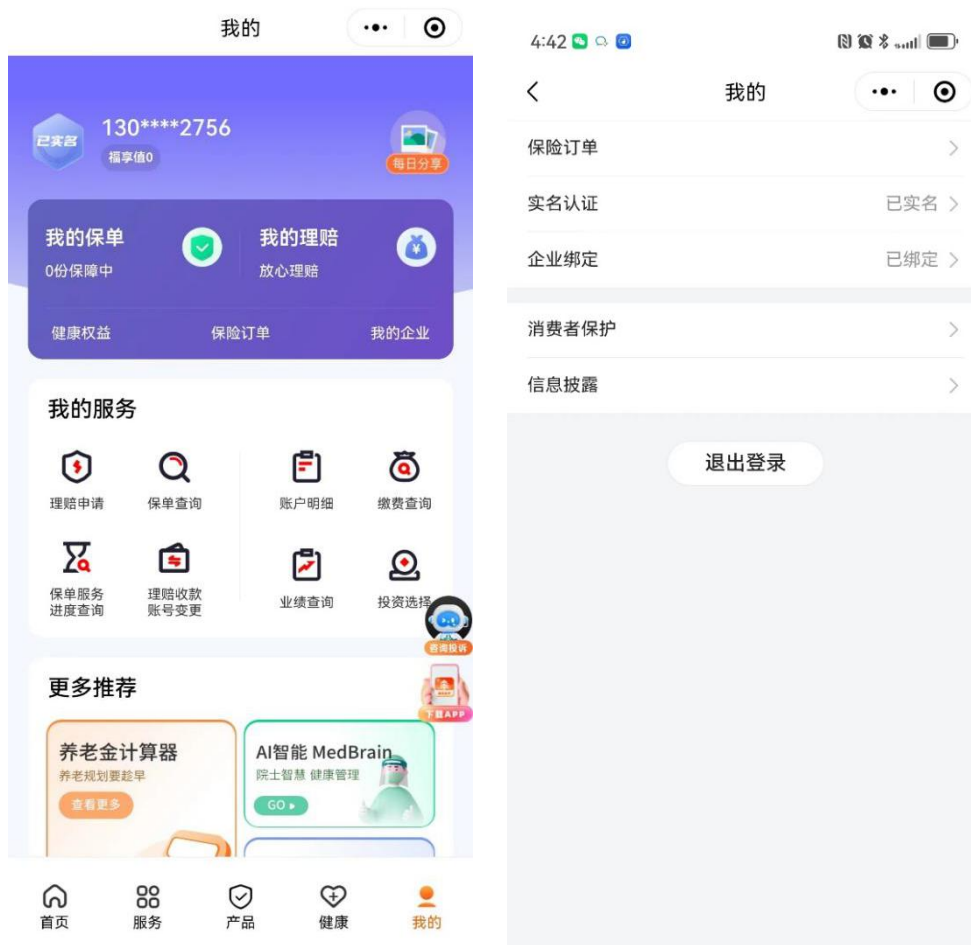 我的
已实名
130****2756
福享值0
每日分享
我的保单
0份保障中
我的理赔
放心理赔
健康权益
保险订单
我的企业
我的服务
理赔申请
保单查询
账户明细
缴费查询
保单服务
进度查询
理赔收款
账号变更
业绩查询
投资选择
咨询投诉
下载APP
更多推荐
养老金计算器
养老规划要趁早
查看更多
AI智能 MedBrain
院士智慧 健康管理
GO
首页
服务
产品
健康
我的
4:42
我的
保险订单
实名认证
已实名
企业绑定
已绑定
消费者保护
信息披露
退出登录